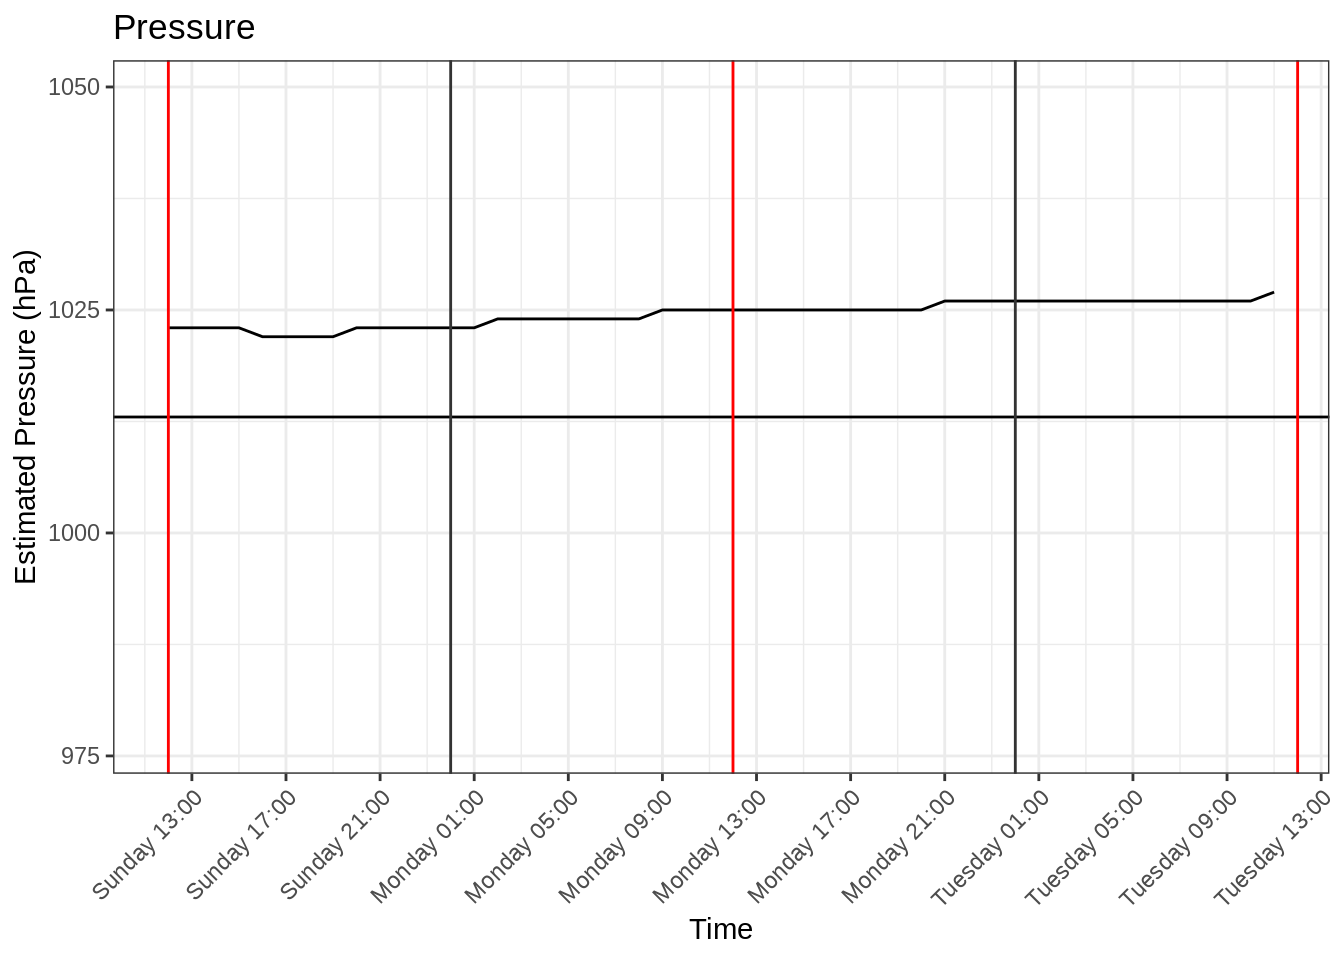 Pressure
Estimated Pressure (hPa)
1050
1025
1000
975
Sunday 13:00
Sunday 17:00
Sunday 21:00
Monday 01:00
Monday 05:00
Monday 09:00
Monday 13:00
Monday 17:00
Monday 21:00
Tuesday 01:00
Tuesday 05:00
Tuesday 09:00
Tuesday 13:00
Time